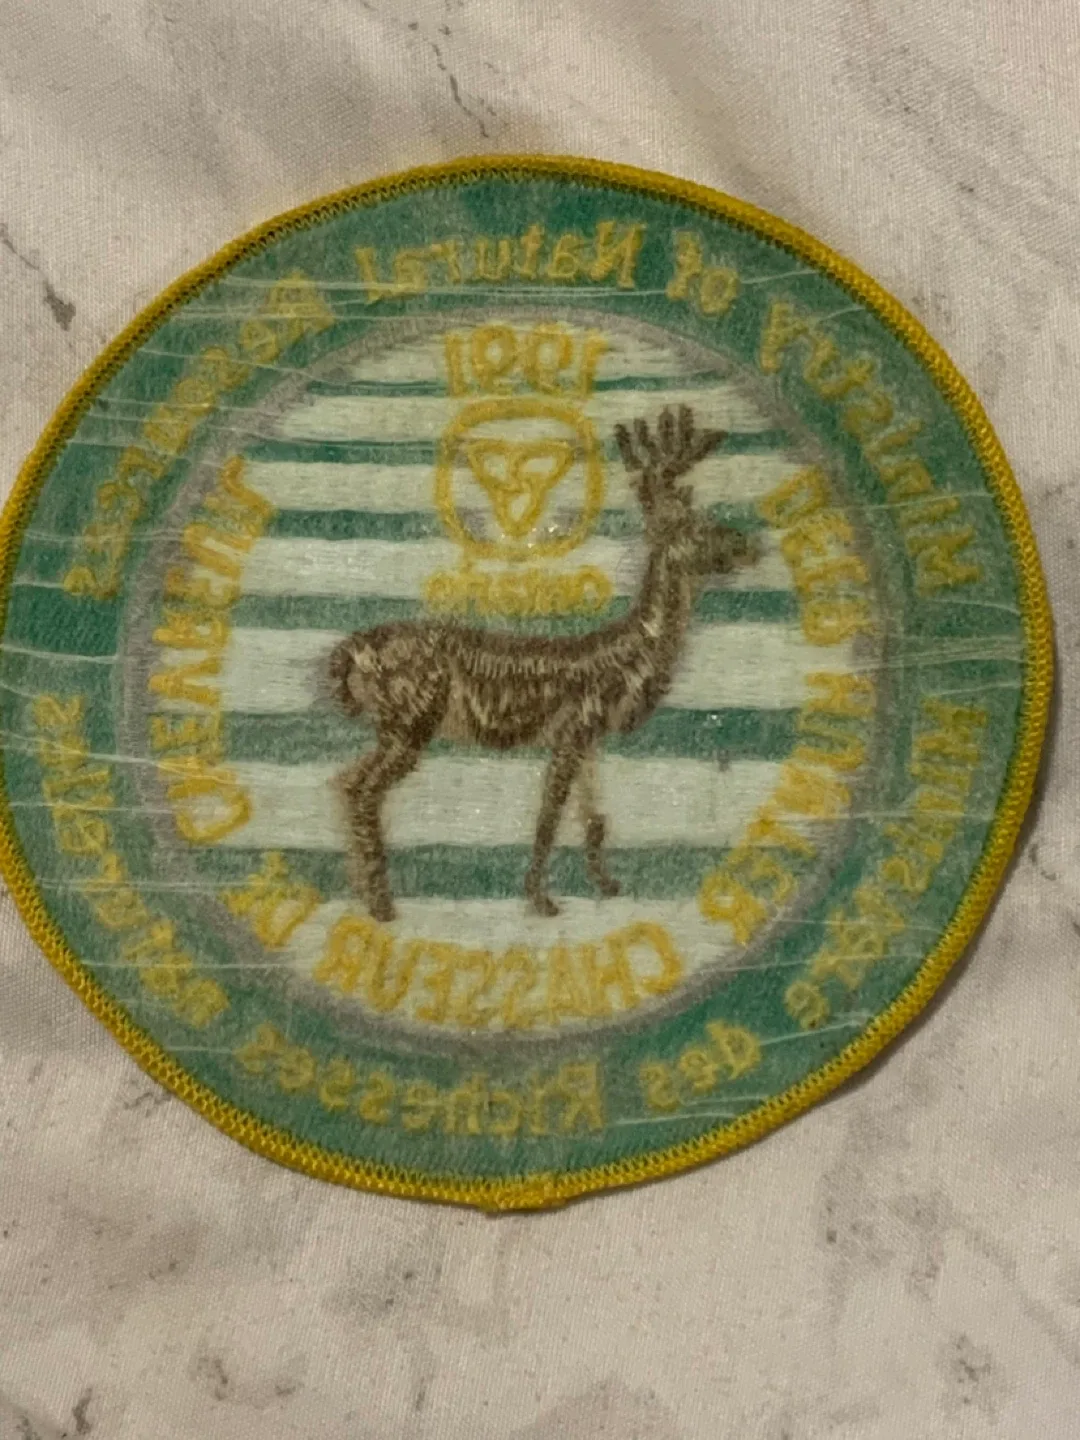 Ministry of Natural Resources
1991
Ontario
DEER HUNTER
CHASSEUR DE CHEVREUIL
Ministère des Richesses naturelles